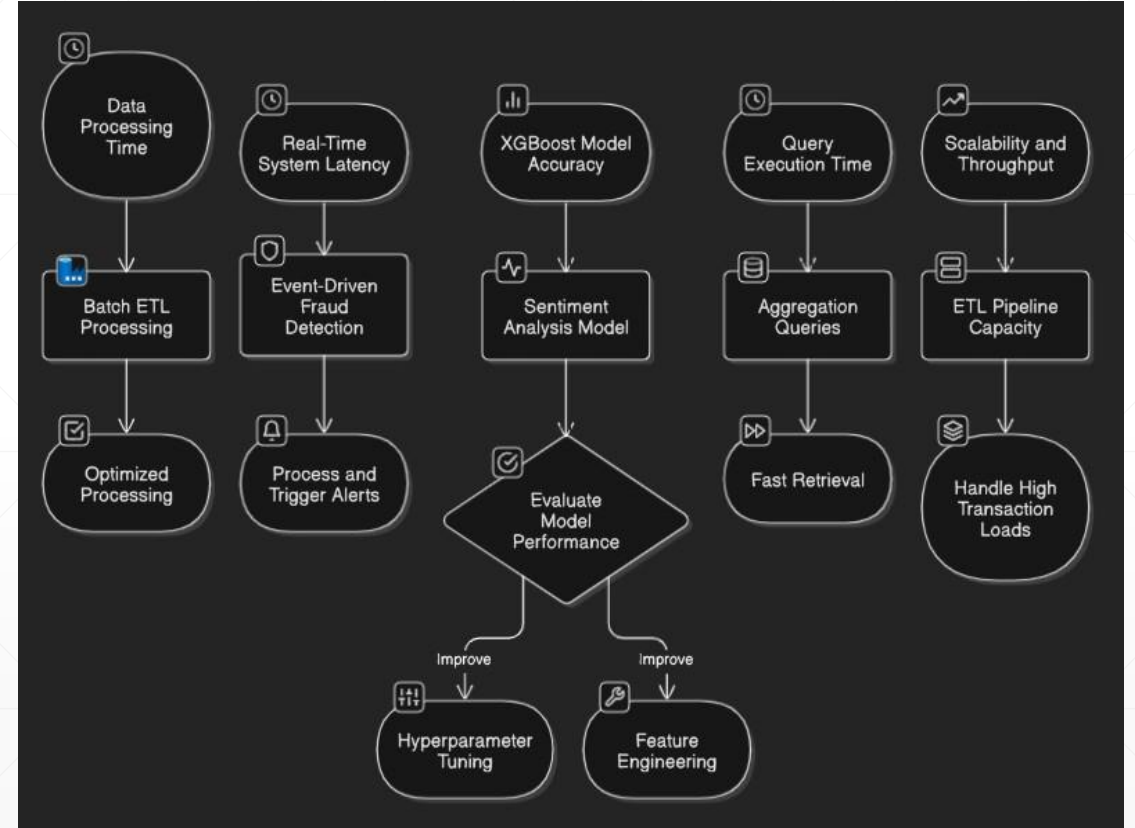 Data
Processing
Time
Real-Time
System Latency
XGBoost Model
Accuracy
Query
Execution Time
Scalability and
Throughput
Batch ETL
Processing
Event-Driven
Fraud
Detection
Sentiment
Analysis Model
Aggregation
Queries
ETL Pipeline
Capacity
Optimized
Processing
Process and
Trigger Alerts
Evaluate
Model
Performance
Fast Retrieval
Handle High
Transaction
Loads
Improve
Improve
Hyperparameter
Tuning
Feature
Engineering